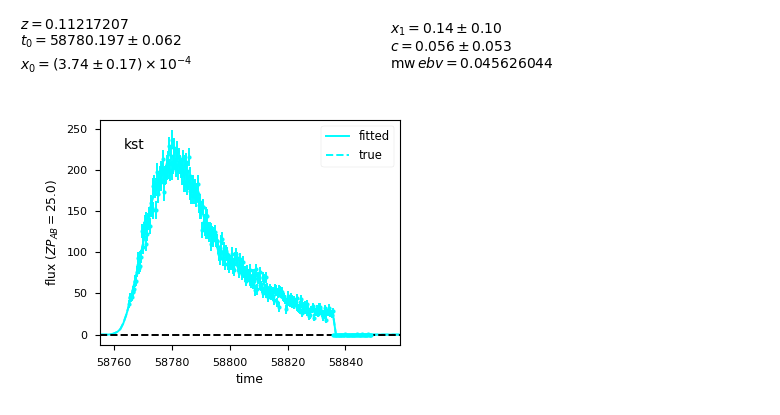 z = 0.11217207
t₀ = 58780.197 ± 0.062
x₀ = (3.74 ± 0.17) × 10⁻⁴
x₁ = 0.14 ± 0.10
c = 0.056 ± 0.053
mw ebv = 0.045626044
kst
fitted
true
flux (ZP_AB = 25.0)
250
200
150
100
50
0
58760 58780 58800 58820 58840
time